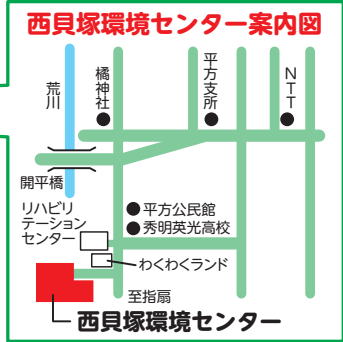 西貝塚環境センター案内図
荒川
橘神社
平方支所
NTT
開平橋
リハビリ
テーション
センター
平方公民館
秀明英光高校
わくわくランド
至指扇
西貝塚環境センター